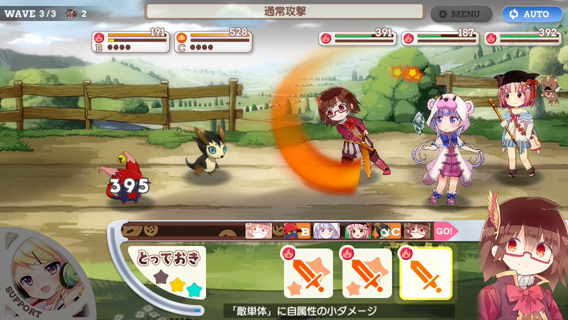 WAVE 3/3 2
通常攻撃
MENU
AUTO
191
528
391
187
392
B
C
395
B
C
GO!
とっておき
SUPPORT
「敵単体」に自属性の小ダメージ